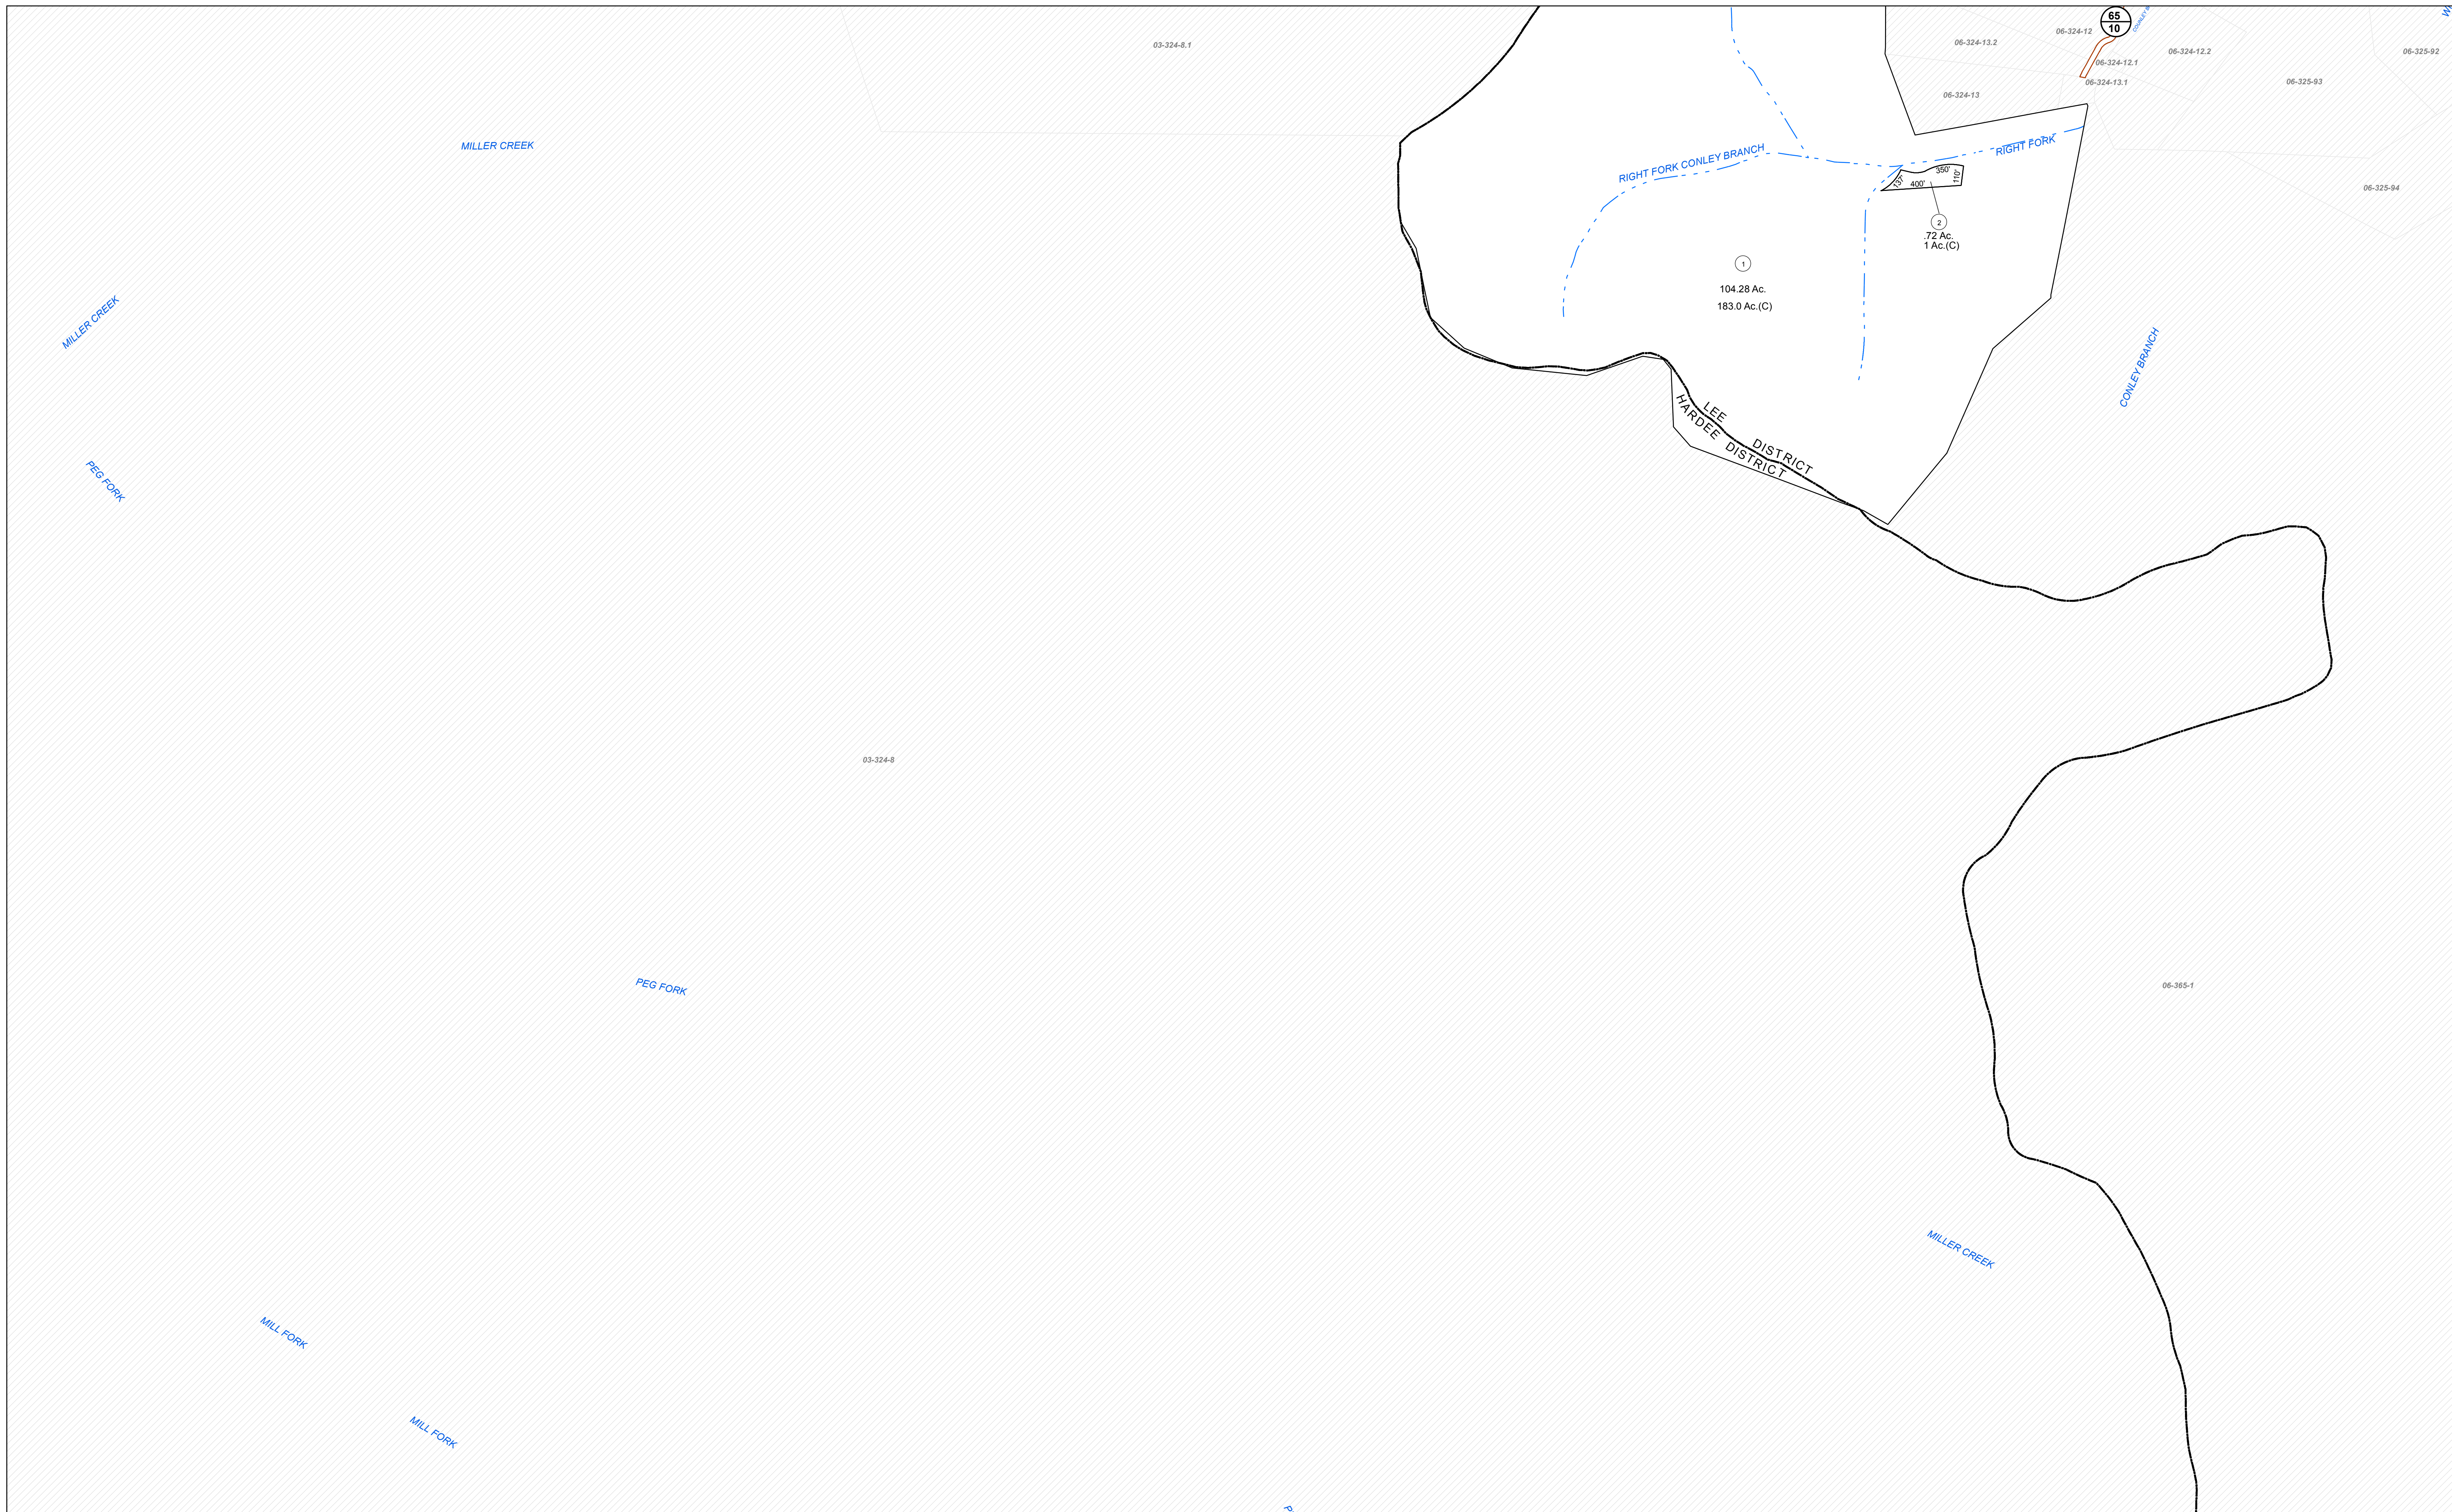 65
10
03-324-8.1
06-324-13.2
06-324-12
06-324-12.2
06-325-92
06-324-12.1
06-324-13.1
06-325-93
06-324-13
MILLER CREEK
RIGHT FORK CONLEY BRANCH
RIGHT FORK
350'
110'
137'
400'
06-325-94
2
.72 Ac.
1 Ac.(C)
1
104.28 Ac.
183.0 Ac.(C)
MILLER CREEK
CONLEY BRANCH
LEE DISTRICT
HARDEE DISTRICT
PEG FORK
03-324-8
PEG FORK
06-365-1
MILLER CREEK
MILL FORK
MILL FORK